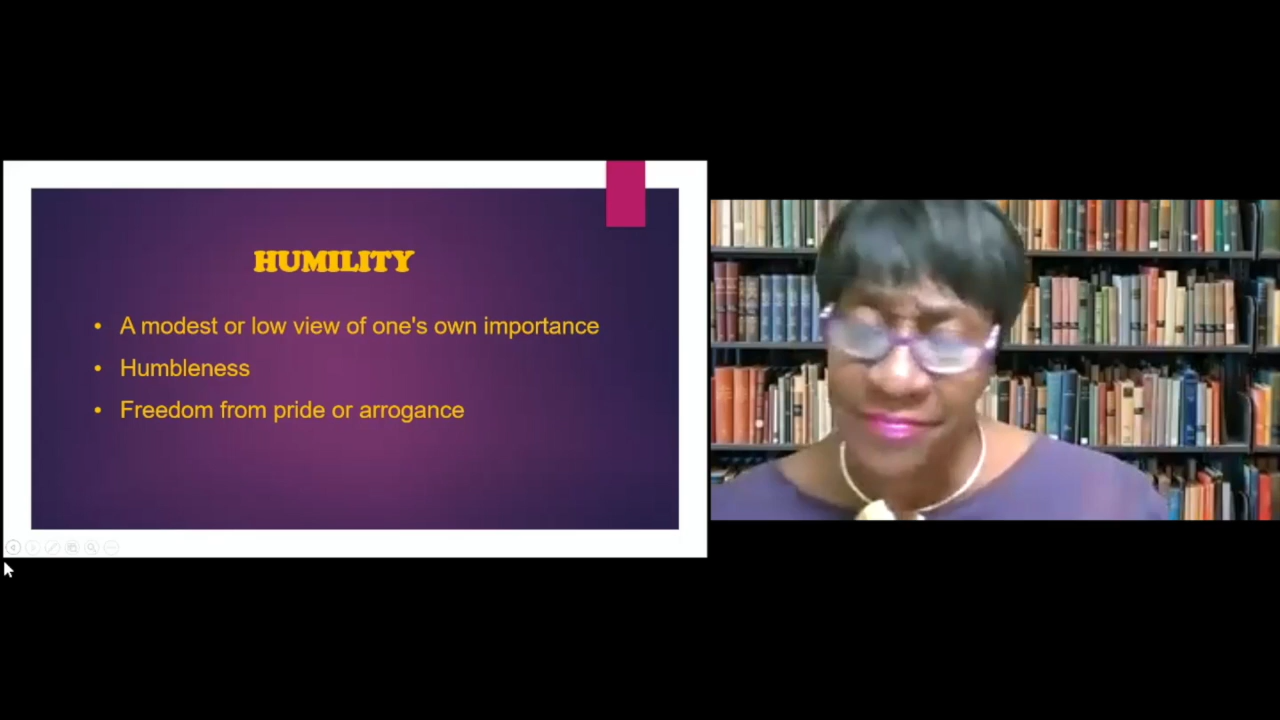 HUMILITY
• A modest or low view of one's own importance
• Humbleness
• Freedom from pride or arrogance